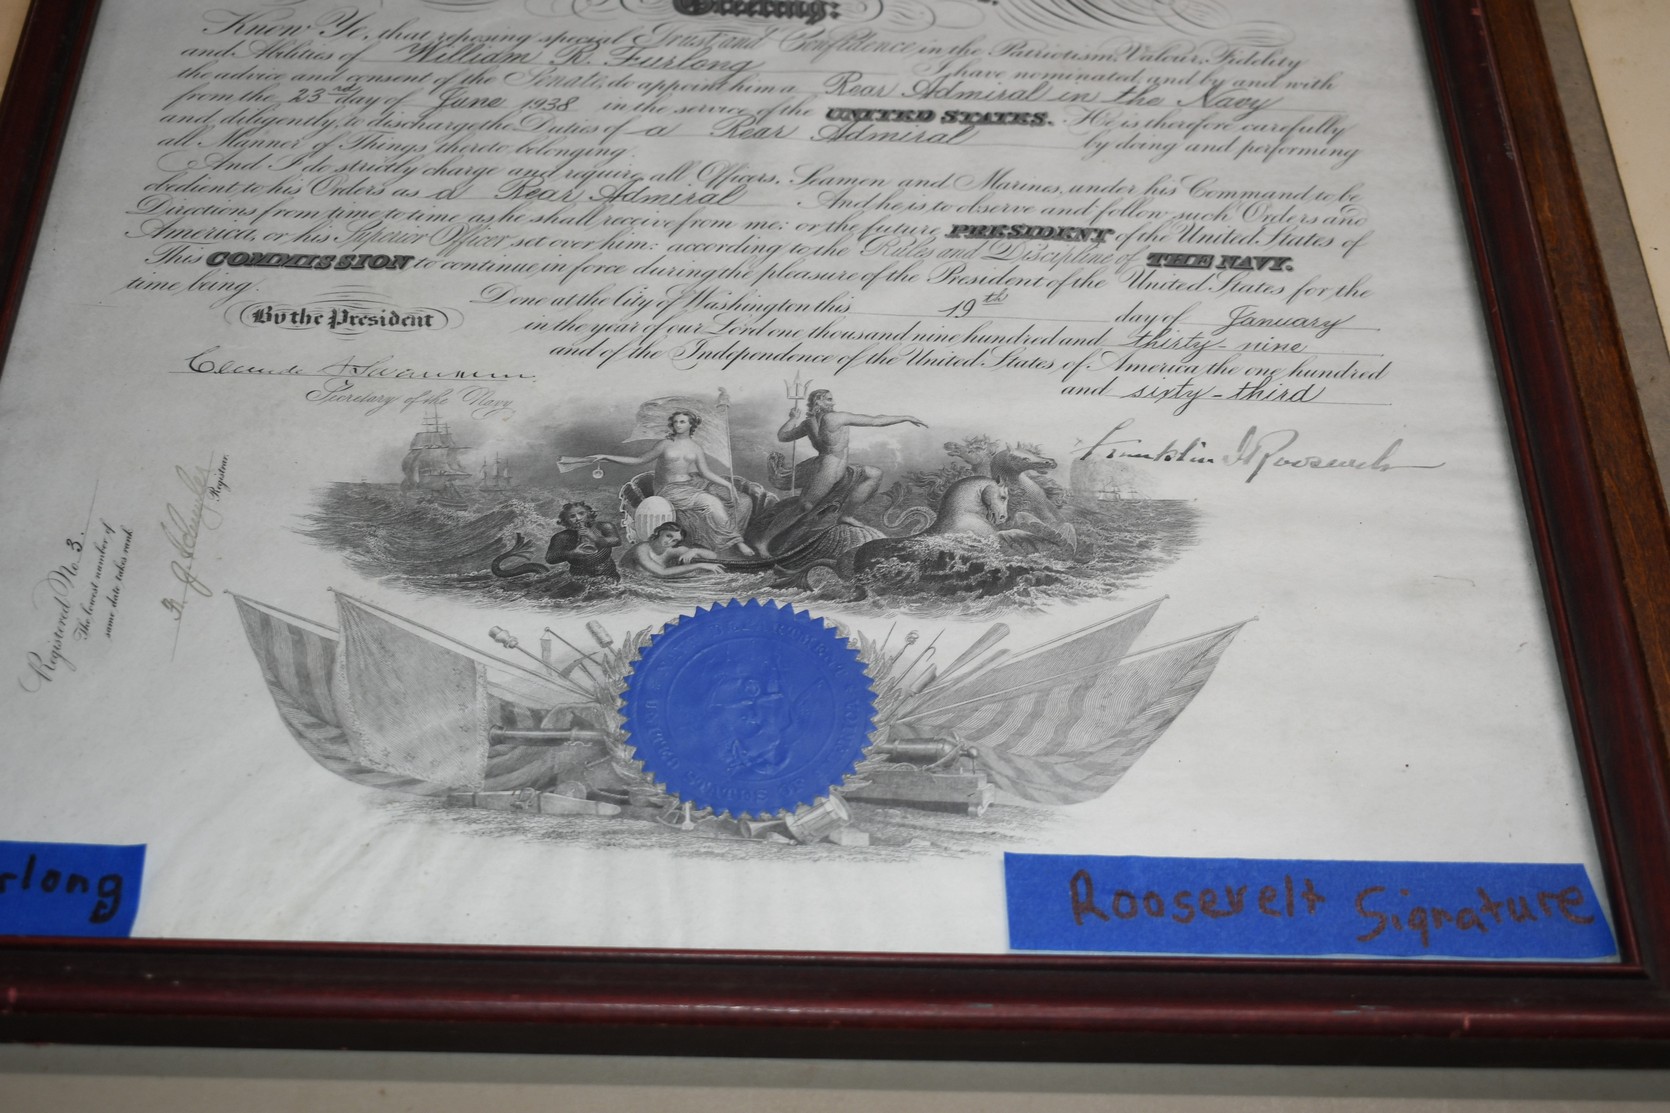 Greeting:
Know Ye, that reposing special Trust and Confidence in the Patriotism, Valour, Fidelity
and Abilities of William R. Furlong I have nominated, and by and with
the advice and consent of the Senate, do appoint him a Rear Admiral in the Navy
from the 23rd day of June 1938 in the service of the UNITED STATES. He is therefore carefully
and diligently to discharge the Duties of a Rear Admiral by doing and performing
all Manner of Things thereto belonging.
And I do strictly charge and require all Officers, Seamen and Marines, under his Command to be
obedient to his Orders as a Rear Admiral. And he is to observe and follow such Orders and
Directions from time to time as he shall receive from me; or the future PRESIDENT of the United States of
America, or his Superior Officer set over him; according to the Rules and Discipline of THE NAVY.
This COMMISSION to continue in force during the pleasure of the President of the United States for the
time being.
Done at the City of Washington this 19th day of January
By the President
in the year of our Lord one thousand nine hundred and thirty-nine
and of the Independence of the United States of America the one hundred
and sixty-third
Claude A Swanson
Secretary of the Navy
Franklin D Roosevelt
Registered No 3.
The lowest number of
same date takes rank
Registrar.
rlong
Roosevelt Signature